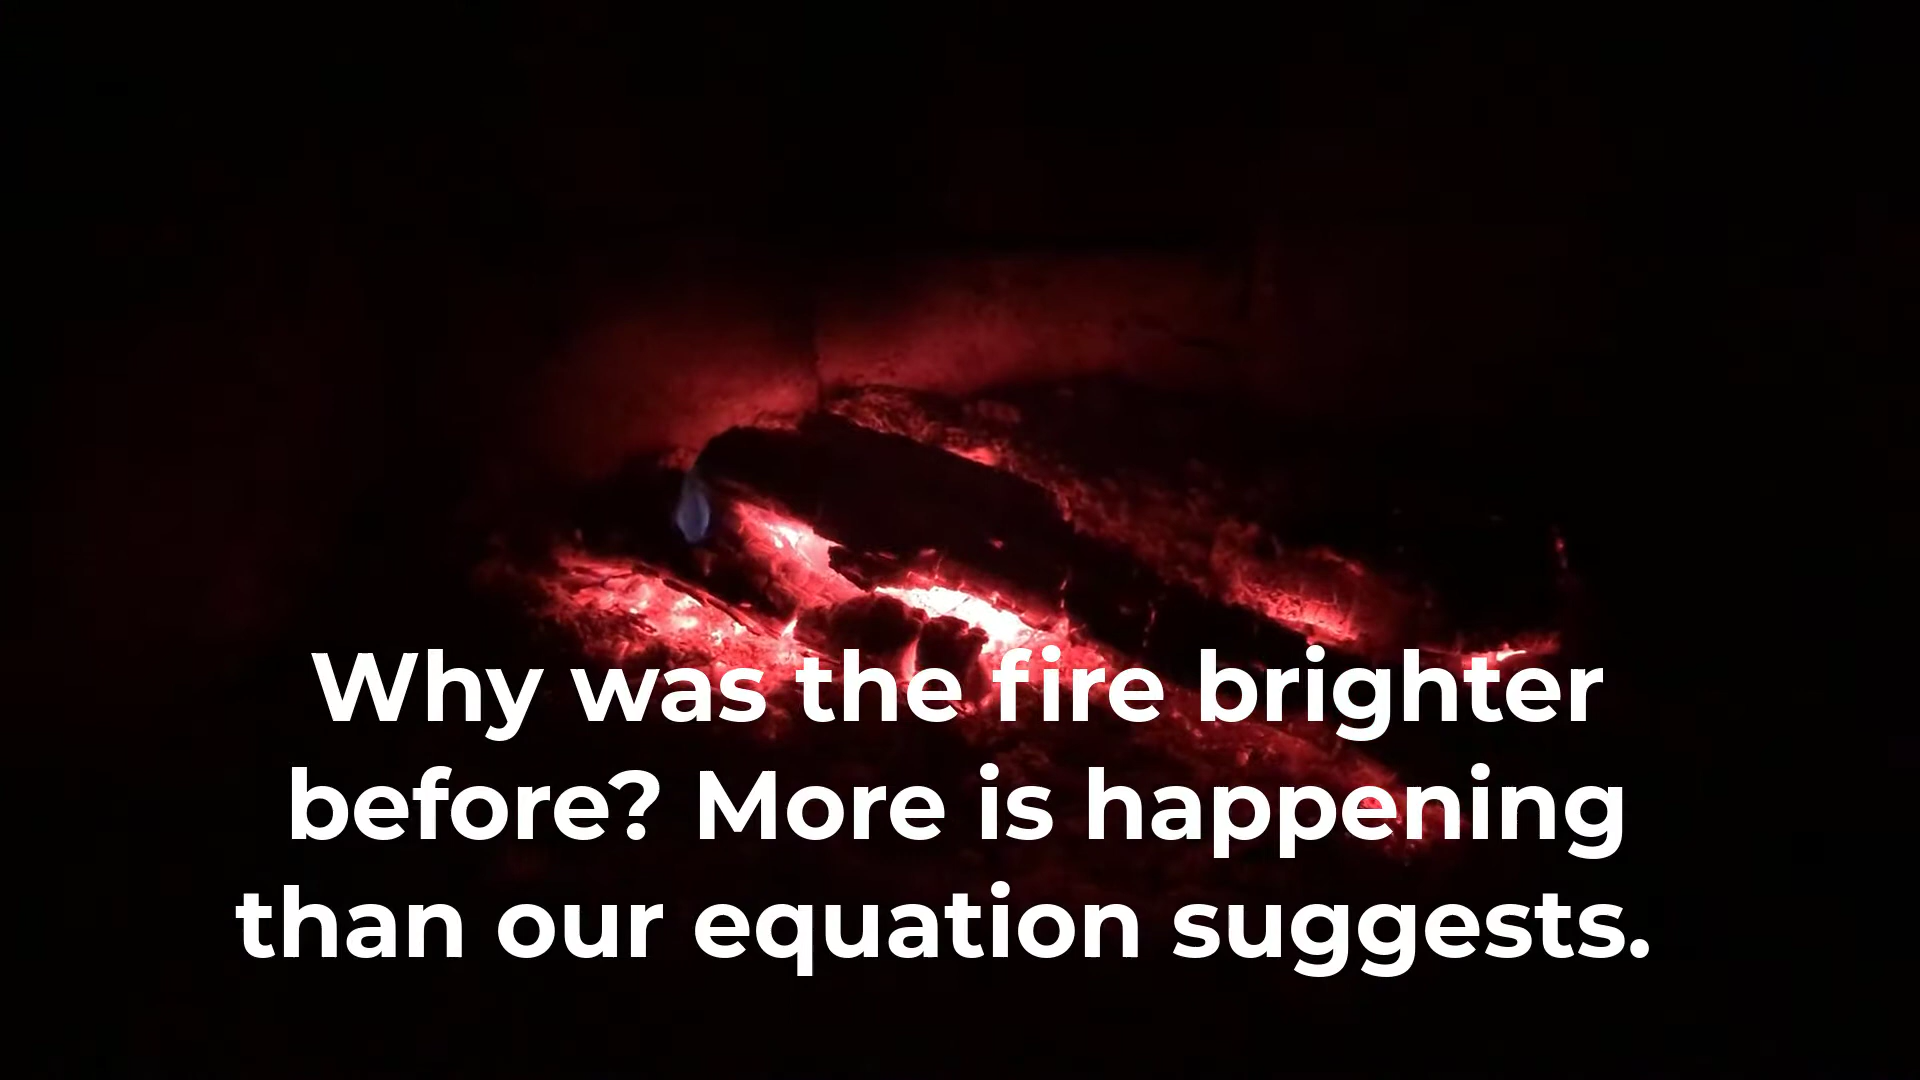 Why was the fire brighter
before? More is happening
than our equation suggests.